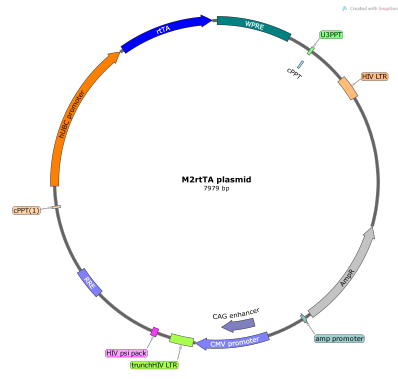 Created with SnapGene
rtTA
WPRE
U3PPT
cPPT
HIV LTR
hUBC promoter
M2rtTA plasmid
7979 bp
cPPT(1)
AmpR
RRE
CAG enhancer
amp promoter
CMV promoter
HIV psi pack
trunchHIV LTR